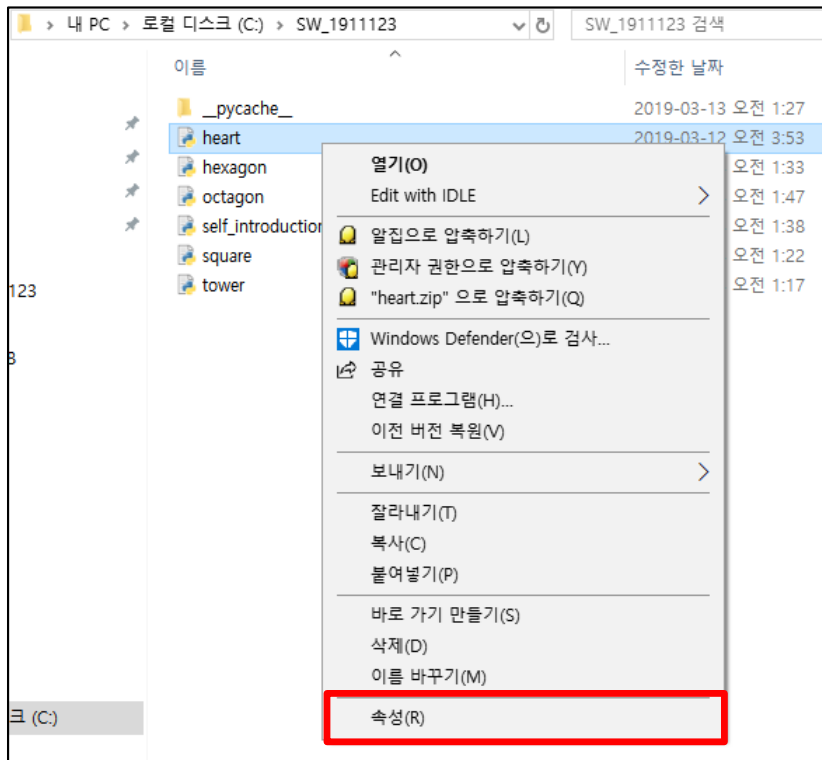 > 내 PC > 로컬 디스크 (C:) > SW_1911123
SW_1911123 검색
이름
수정한 날짜
__pycache__ 2019-03-13 오전 1:27
heart 2019-03-12 오전 3:53
hexagon 오전 1:33
octagon 오전 1:47
self_introduction 오전 1:38
square 오전 1:22
tower 오전 1:17
123
크 (C:)
열기(O)
Edit with IDLE
알집으로 압축하기(L)
관리자 권한으로 압축하기(Y)
"heart.zip" 으로 압축하기(Q)
Windows Defender(으)로 검사...
공유
연결 프로그램(H)...
이전 버전 복원(V)
보내기(N)
잘라내기(T)
복사(C)
붙여넣기(P)
바로 가기 만들기(S)
삭제(D)
이름 바꾸기(M)
속성(R)